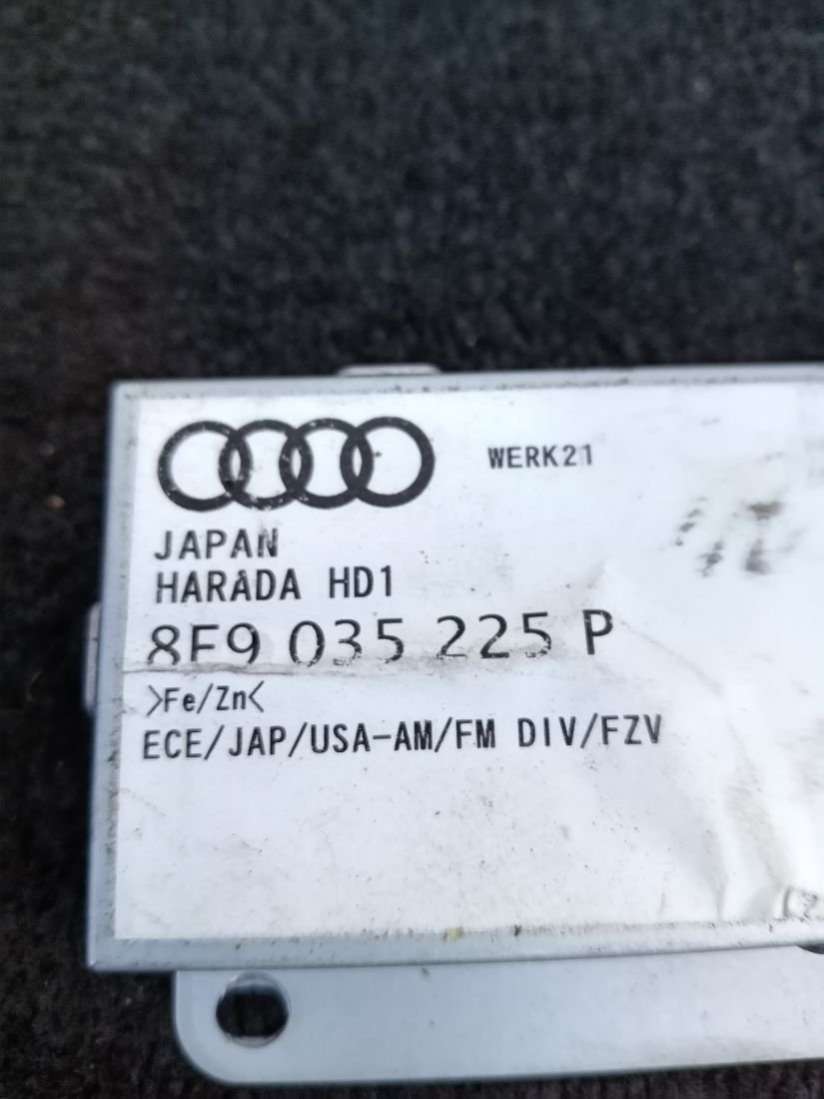 WERK21
JAPAN
HARADA HD1
8F9 035 225 P
>Fe/Zn<
ECE/JAP/USA-AM/FM DIV/FZV